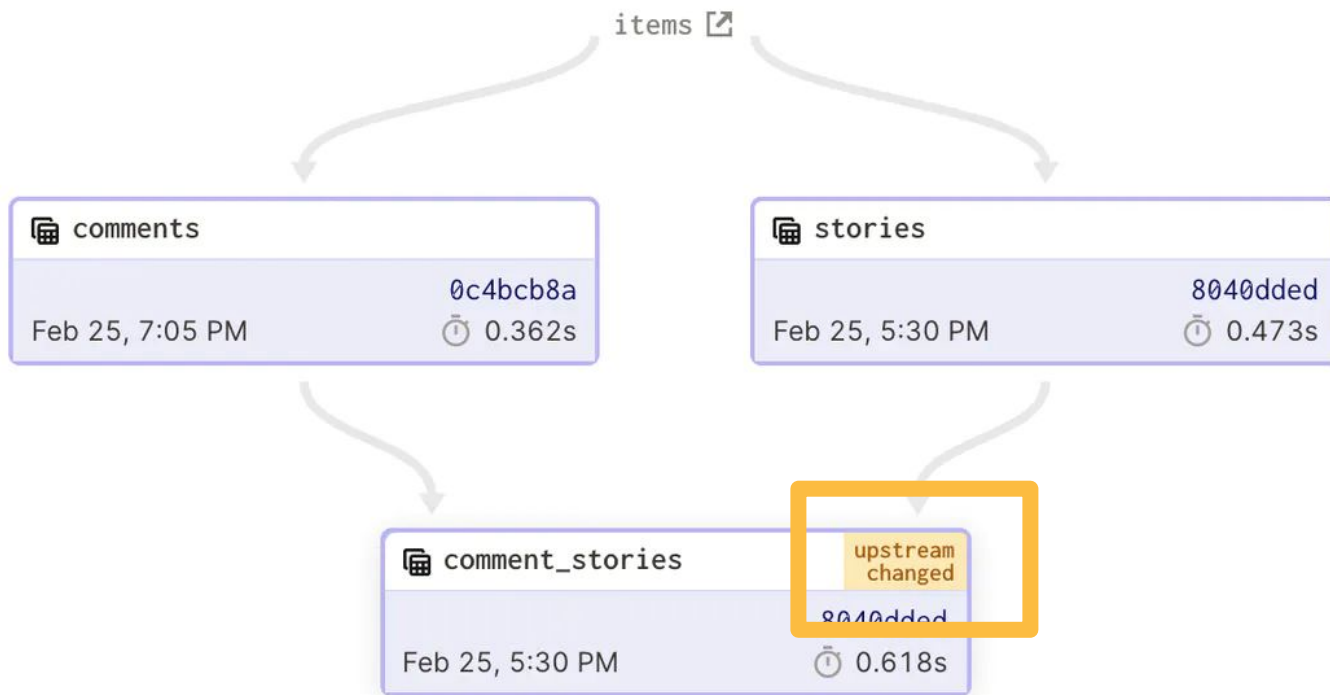 items
comments
0c4bcb8a
Feb 25, 7:05 PM 0.362s
stories
8040dded
Feb 25, 5:30 PM 0.473s
comment_stories
upstream
changed
8040dded
Feb 25, 5:30 PM 0.618s